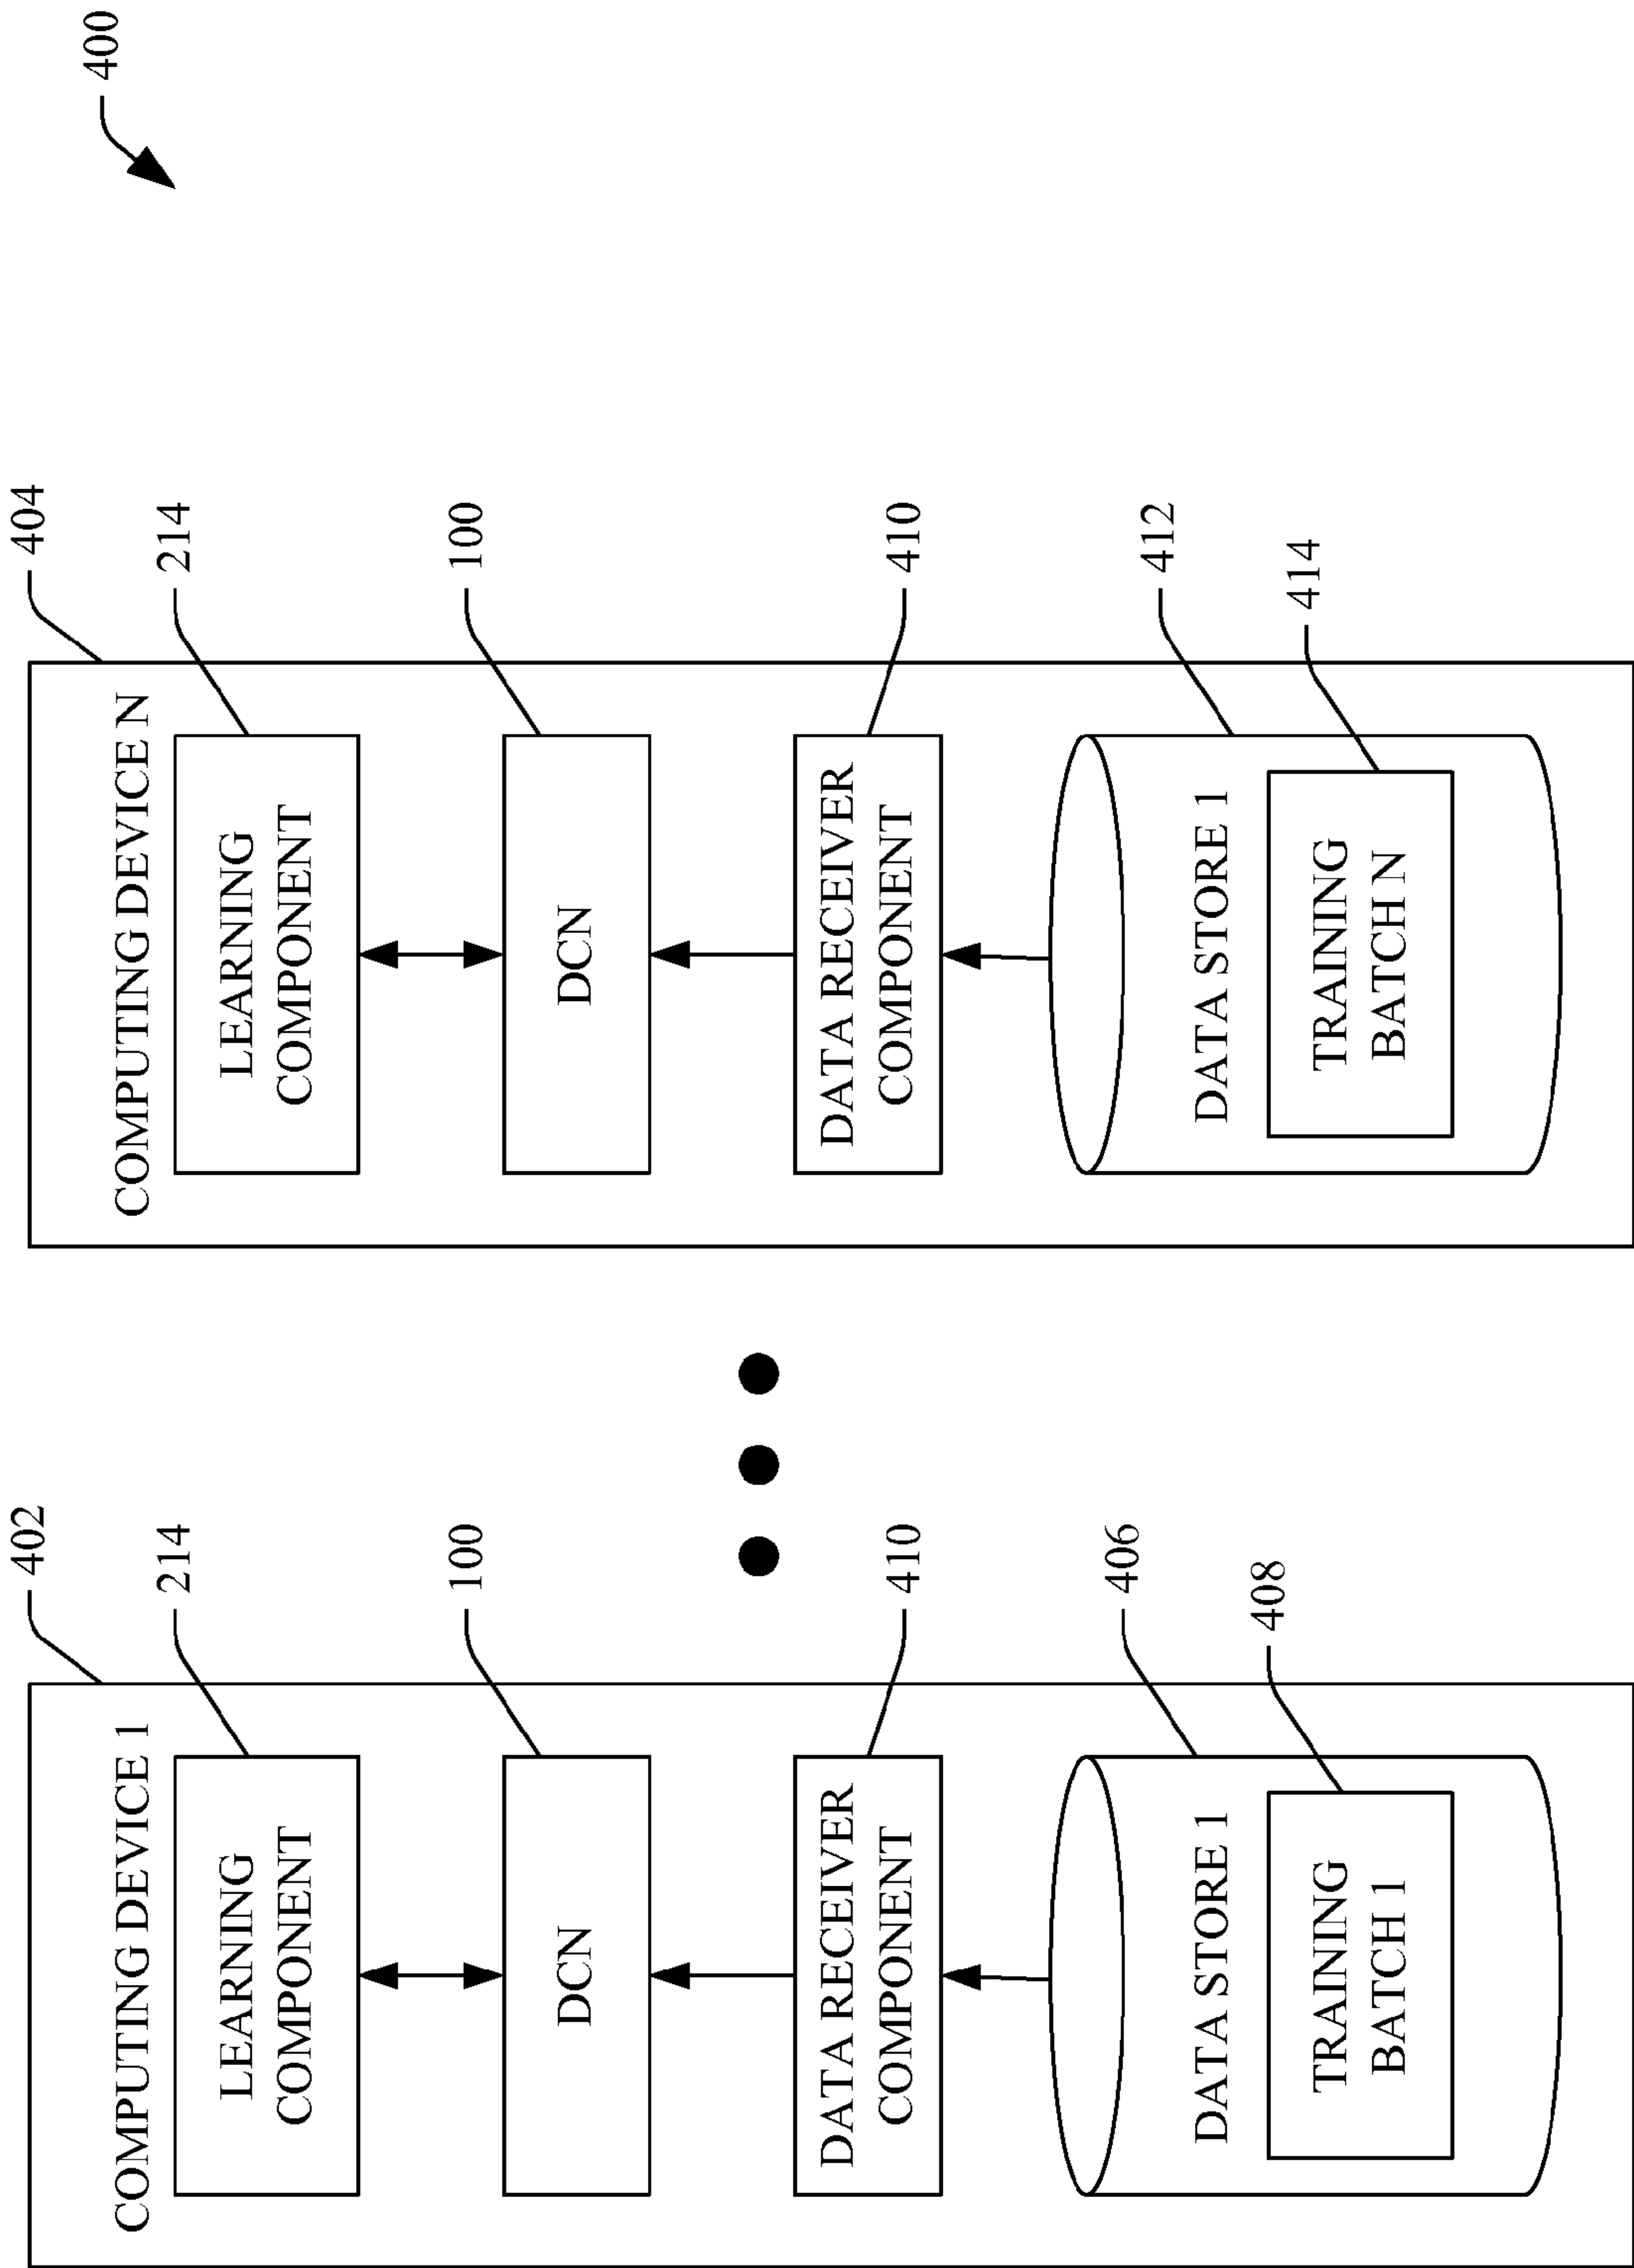 400
402
COMPUTING DEVICE 1
214
LEARNING
COMPONENT
100
DCN
410
DATA RECEIVER
COMPONENT
406
DATA STORE 1
408
TRAINING
BATCH 1
404
COMPUTING DEVICE N
214
LEARNING
COMPONENT
100
DCN
410
DATA RECEIVER
COMPONENT
412
DATA STORE 1
414
TRAINING
BATCH N